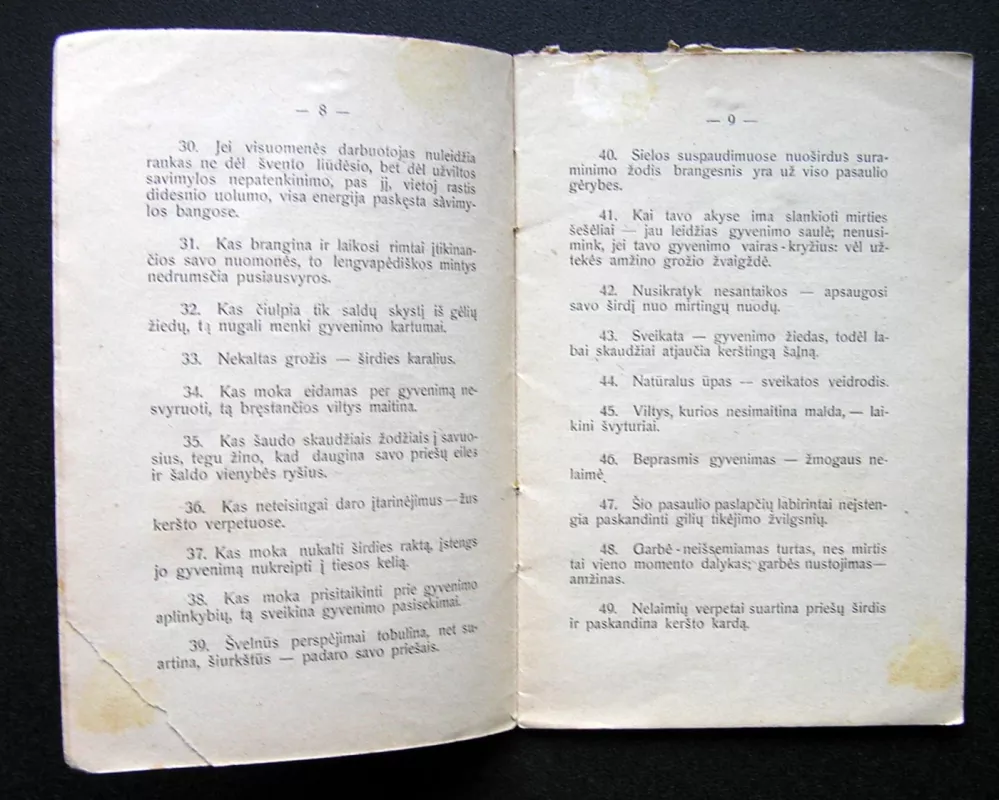 — 8 —
30. Jei visuomenės darbuotojas nuleidžia
rankas ne dėl švento liūdėsio, bet dėl užviltos
savimylos nepatenkinimo, pas jį, vietoj rastis
didesnio uolumo, visa energija paskęsta savimy-
los bangose.
31. Kas brangina ir laikosi rimtai įtikinan-
čios savo nuomonės, to lengvapėdiškos mintys
nedrumsčia pusiausvyros.
32. Kas čiulpia tik saldų skystį iš gėlių
žiedų, tą nugali menki gyvenimo kartumai.
33. Nekaltas grožis — širdies karalius.
34. Kas moka eidamas per gyvenimą ne-
svyruoti, tą bręstančios viltys maitina.
35. Kas šaudo skaudžiais žodžiais į savuo-
sius, tegu žino, kad daugina savo priešų eiles
ir šaldo vienybės ryšius.
36. Kas neteisingai daro įtarinėjimus—žus
keršto verpetuose.
37. Kas moka nukalti širdies raktą, įstengs
jo gyvenimą nukreipti į tiesos kelią.
38. Kas moka prisitaikinti prie gyvenimo
aplinkybių, tą sveikina gyvenimo pasisekimai.
39. Švelnūs perspėjimai tobulina, net su-
artina, šiurkštūs — padaro savo priešais.
— 9 —
40. Sielos suspaudimuose nuoširdus sura-
minimo žodis brangesnis yra už viso pasaulio
gėrybes.
41. Kai tavo akyse ima slankioti mirties
šešėliai — jau leidžias gyvenimo saulė; nenusi-
mink, jei tavo gyvenimo vairas-kryžius: vėl už-
tekės amžino grožio žvaigždė.
42. Nusikratyk nesantaikos — apsaugosi
savo širdį nuo mirtingų nuodų.
43. Sveikata — gyvenimo žiedas, todėl la-
bai skaudžiai atjaučia kerštingą šalną.
44. Natūralus ūpas — sveikatos veidrodis.
45. Viltys, kurios nesimaitina malda, — lai-
kini švyturiai.
46. Beprasmis gyvenimas — žmogaus ne-
laimė.
47. Šio pasaulio paslapčių labirintai neįsten-
gia paskandinti gilių tikėjimo žvilgsnių.
48. Garbė - neišsemiamas turtas, nes mirtis
tai vieno momento dalykas; garbės nustojimas—
amžinas.
49. Nelaimių verpetai suartina priešų širdis
ir paskandina keršto kardą.